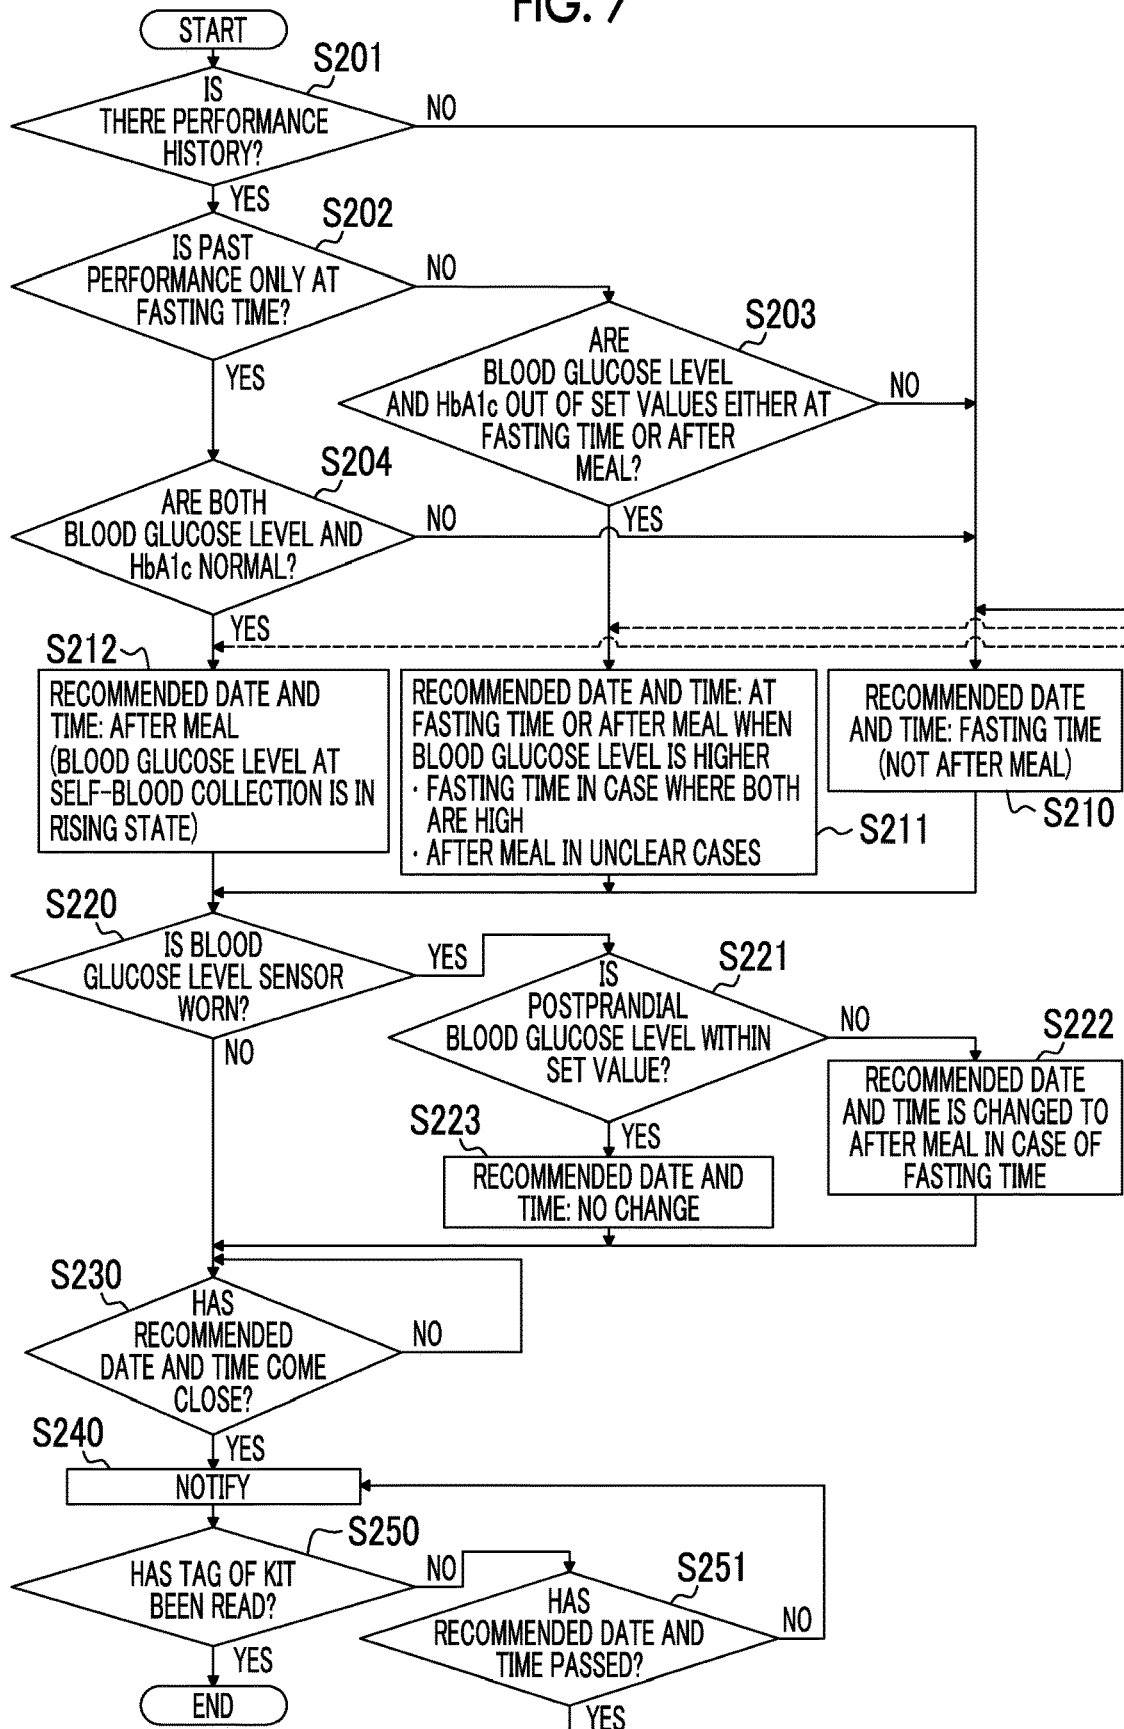 FIG. 7
START
S201
IS
THERE PERFORMANCE
HISTORY?
NO
YES
S202
IS PAST
PERFORMANCE ONLY AT
FASTING TIME?
NO
YES
S203
ARE
BLOOD GLUCOSE LEVEL
AND HbA1c OUT OF SET VALUES EITHER AT
FASTING TIME OR AFTER
MEAL?
NO
YES
S204
ARE BOTH
BLOOD GLUCOSE LEVEL AND
HbA1c NORMAL?
NO
YES
S212
RECOMMENDED DATE AND
TIME: AFTER MEAL
(BLOOD GLUCOSE LEVEL AT
SELF-BLOOD COLLECTION IS IN
RISING STATE)
RECOMMENDED DATE AND TIME: AT
FASTING TIME OR AFTER MEAL WHEN
BLOOD GLUCOSE LEVEL IS HIGHER
· FASTING TIME IN CASE WHERE BOTH
ARE HIGH
· AFTER MEAL IN UNCLEAR CASES
S211
RECOMMENDED DATE
AND TIME: FASTING TIME
(NOT AFTER MEAL)
S210
S220
IS BLOOD
GLUCOSE LEVEL SENSOR
WORN?
YES
NO
S221
IS
POSTPRANDIAL
BLOOD GLUCOSE LEVEL WITHIN
SET VALUE?
NO
YES
S222
RECOMMENDED DATE
AND TIME IS CHANGED TO
AFTER MEAL IN CASE OF
FASTING TIME
S223
RECOMMENDED DATE AND
TIME: NO CHANGE
S230
HAS
RECOMMENDED
DATE AND TIME COME
CLOSE?
NO
YES
S240
NOTIFY
S250
HAS TAG OF KIT
BEEN READ?
NO
YES
S251
HAS
RECOMMENDED DATE AND
TIME PASSED?
NO
YES
END